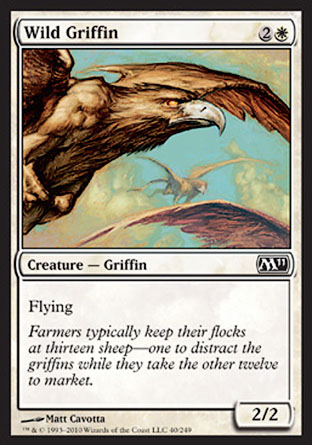 Wild Griffin 2
Creature — Griffin M11
Flying
Farmers typically keep their flocks
at thirteen sheep—one to distract the
griffins while they take the other twelve
to market.
Matt Cavotta
™ & © 1993–2010 Wizards of the Coast LLC 40/249
2/2